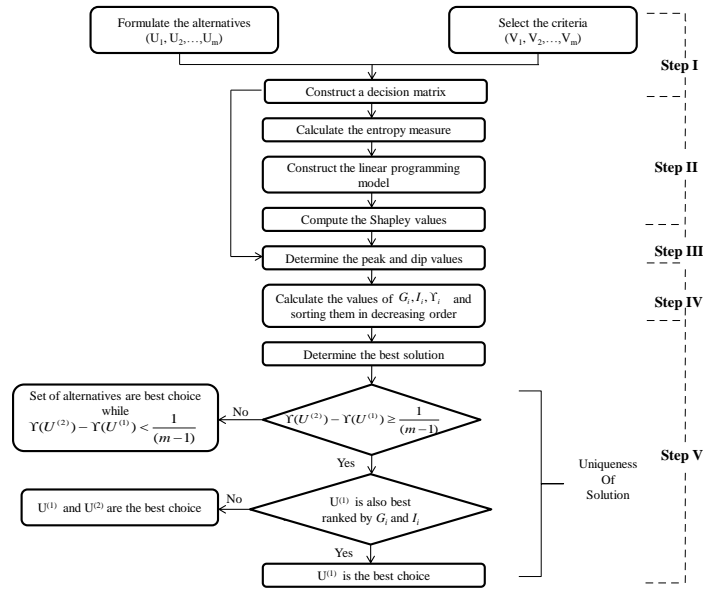 Formulate the alternatives
(U₁, U₂,…,Uₘ)
Select the criteria
(V₁, V₂,…,Vₘ)
Step I
Construct a decision matrix
Calculate the entropy measure
Construct the linear programming
model
Step II
Compute the Shapley values
Determine the peak and dip values
Step III
Calculate the values of Gᵢ, Iᵢ, ϒᵢ and
sorting them in decreasing order
Step IV
Determine the best solution
Set of alternatives are best choice
while
ϒ(U⁽²⁾) − ϒ(U⁽¹⁾) < 1/(m−1)
No
ϒ(U⁽²⁾) − ϒ(U⁽¹⁾) ≥ 1/(m−1)
Yes
Step V
Uniqueness
Of
Solution
U⁽¹⁾ and U⁽²⁾ are the best choice
No
U⁽¹⁾ is also best
ranked by Gᵢ and Iᵢ
Yes
U⁽¹⁾ is the best choice